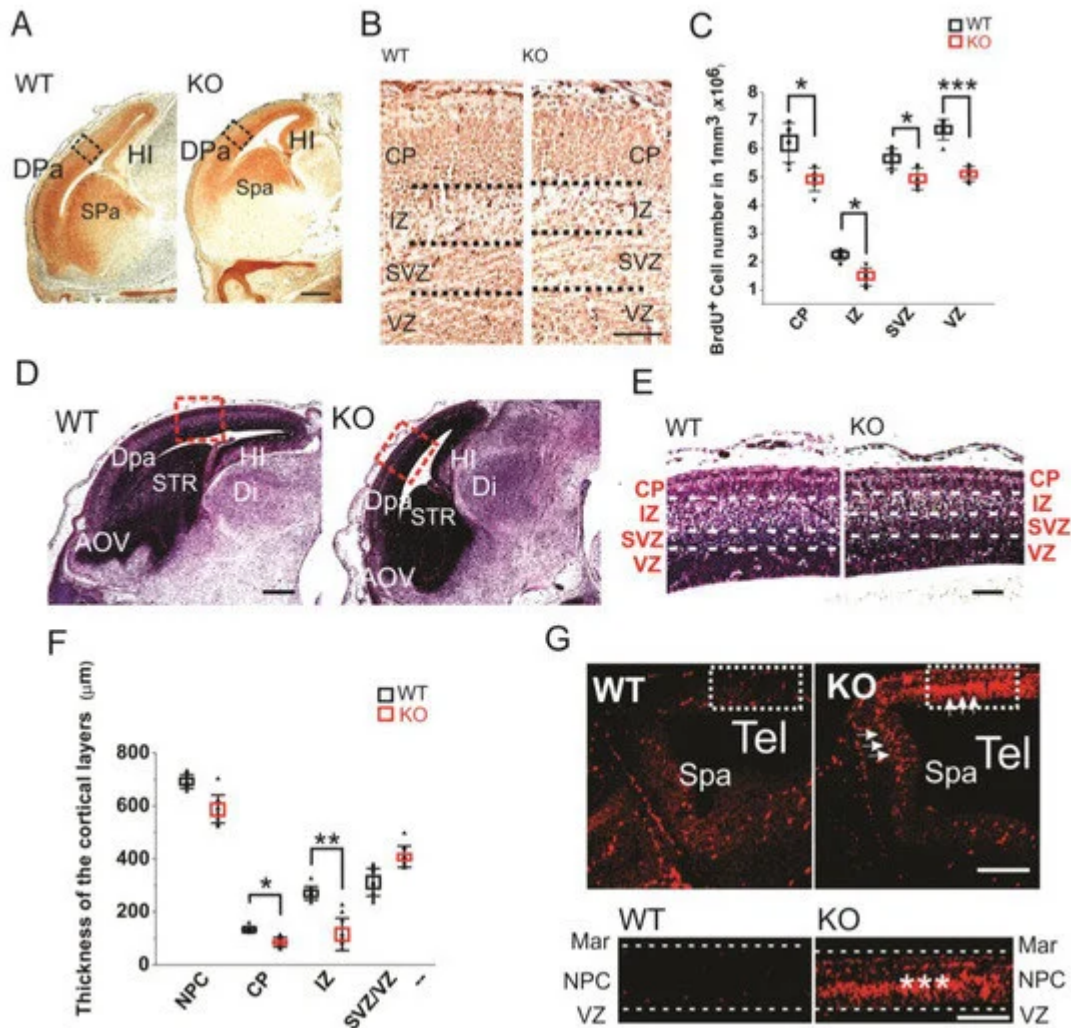 A
WT
KO
DPa
HI
SPa
DPa
HI
Spa
B
WT
KO
CP
IZ
SVZ
VZ
CP
IZ
SVZ
VZ
C
WT
KO
BrdU+ Cell number in 1mm3 (x106)
7
6
5
4
3
2
1
*
*
*
***
CP
IZ
SVZ
VZ
D
WT
KO
Dpa
STR
HI
Di
AOV
Dpa
STR
HI
Di
AOV
E
WT
KO
CP
IZ
SVZ
VZ
CP
IZ
SVZ
VZ
F
WT
KO
Thickness of the cortical layers (μm)
800
600
400
200
0
*
**
NPC
CP
IZ
SVZ/VZ
--
G
WT
Tel
Spa
KO
Tel
Spa
WT
KO
Mar
NPC
VZ
***
Mar
NPC
VZ